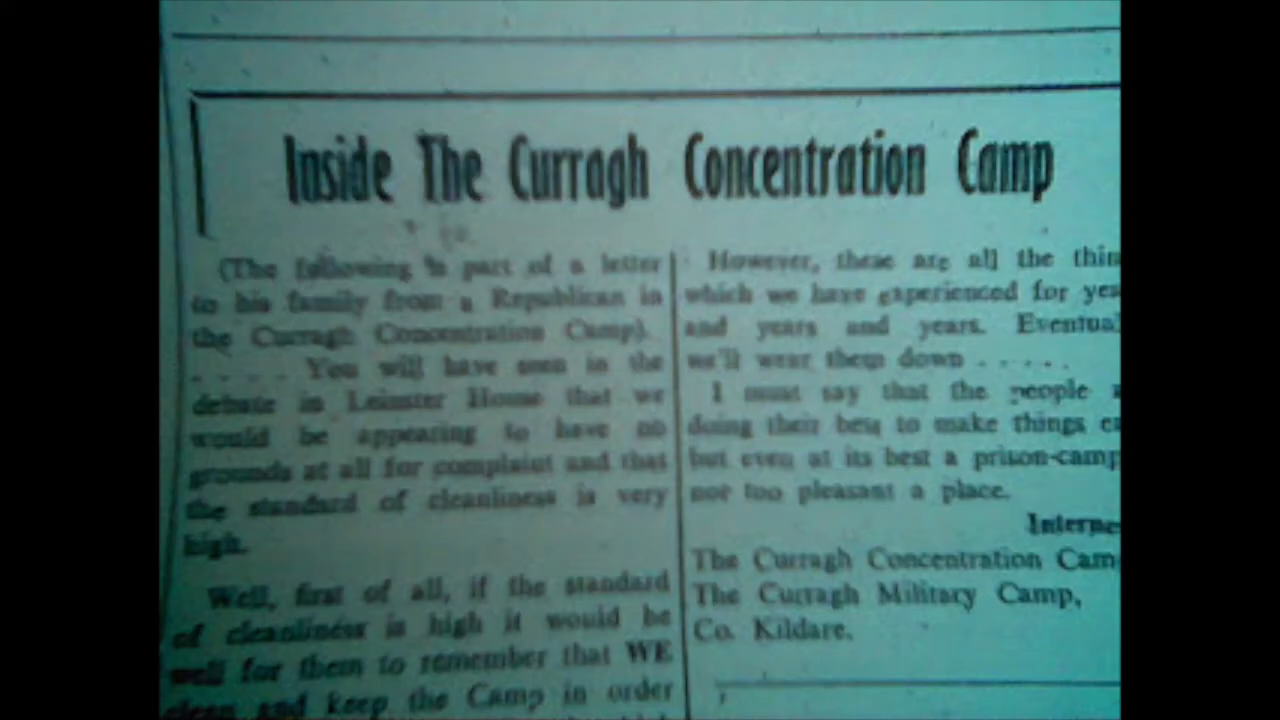 Inside The Curragh Concentration Camp
(The following is part of a letter
to his family from a Republican in
the Curragh Concentration Camp).
. . . . You will have seen in the
debate in Leinster House that we
would be appearing to have no
grounds at all for complaint and that
the standard of cleanliness is very
high.
Well, first of all, if the standard
of cleanliness is high it would be
well for them to remember that WE
clean and keep the Camp in order
However, these are all the thin
which we have experienced for yea
and years and years. Eventual
we'll wear them down . . . . .
I must say that the people a
doing their best to make things ea
but even at its best a prison-camp
not too pleasant a place.
Interne
The Curragh Concentration Cam
The Curragh Military Camp,
Co. Kildare.